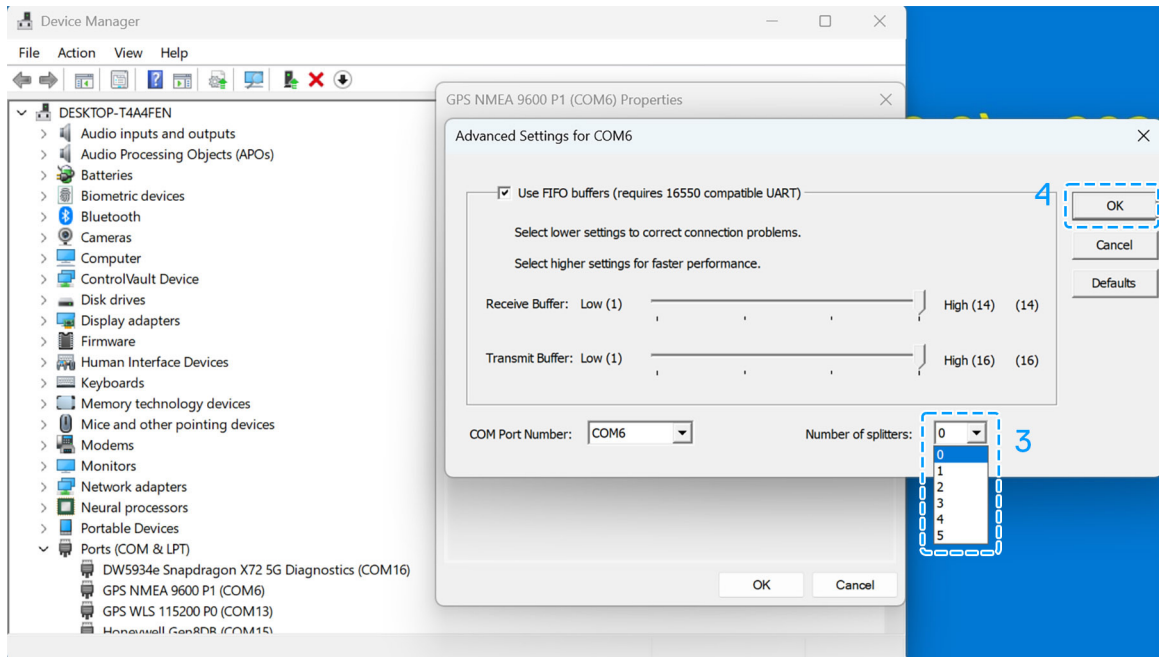 Device Manager
File Action View Help
DESKTOP-T4A4FEN
Audio inputs and outputs
Audio Processing Objects (APOs)
Batteries
Biometric devices
Bluetooth
Cameras
Computer
ControlVault Device
Disk drives
Display adapters
Firmware
Human Interface Devices
Keyboards
Memory technology devices
Mice and other pointing devices
Modems
Monitors
Network adapters
Neural processors
Portable Devices
Ports (COM & LPT)
DW5934e Snapdragon X72 5G Diagnostics (COM16)
GPS NMEA 9600 P1 (COM6)
GPS WLS 115200 P0 (COM13)
Honeywell Gen8DB (COM15)
GPS NMEA 9600 P1 (COM6) Properties
Advanced Settings for COM6
Use FIFO buffers (requires 16550 compatible UART)
4
OK
Select lower settings to correct connection problems.
Cancel
Select higher settings for faster performance.
Defaults
Receive Buffer: Low (1) High (14) (14)
Transmit Buffer: Low (1) High (16) (16)
COM Port Number: COM6 Number of splitters: 0
3
0
1
2
3
4
5
OK Cancel